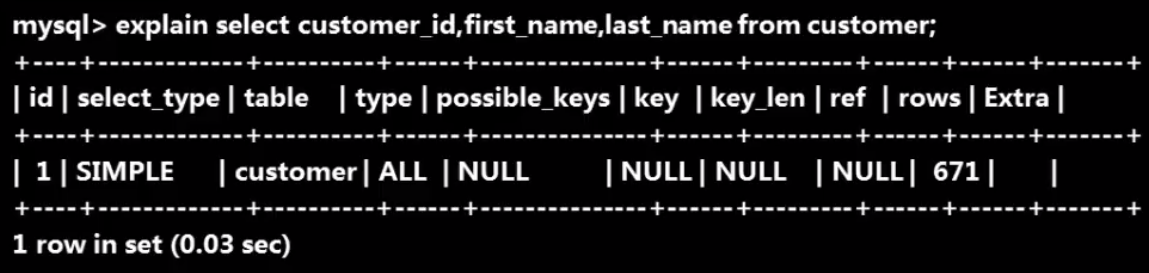 mysql> explain select customer_id,first_name,last_name from customer;
+----+-------------+----------+------+---------------+------+---------+------+------+-------+
| id | select_type | table    | type | possible_keys | key  | key_len | ref  | rows | Extra |
+----+-------------+----------+------+---------------+------+---------+------+------+-------+
|  1 | SIMPLE      | customer | ALL  | NULL          | NULL | NULL    | NULL |  671 |       |
+----+-------------+----------+------+---------------+------+---------+------+------+-------+
1 row in set (0.03 sec)